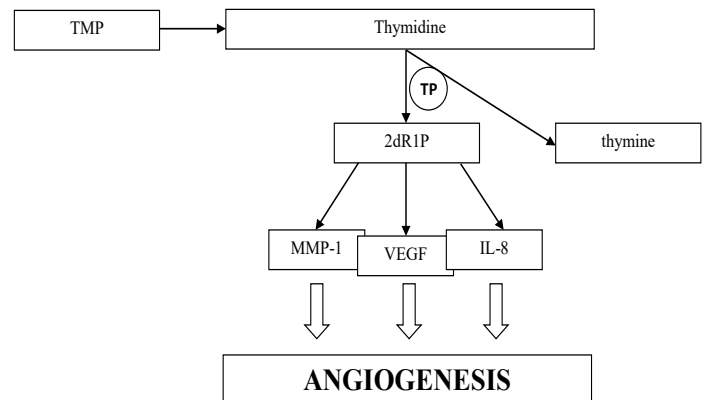 TMP
Thymidine
TP
2dR1P
thymine
MMP-1
VEGF
IL-8
ANGIOGENESIS